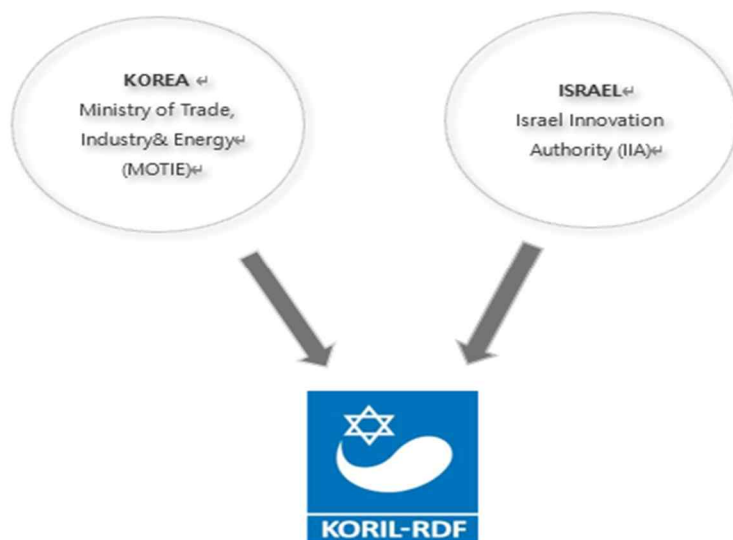 KOREA ↵
Ministry of Trade,
Industry& Energy↵
(MOTIE)↵
ISRAEL↵
Israel Innovation
Authority (IIA)↵
KORIL-RDF